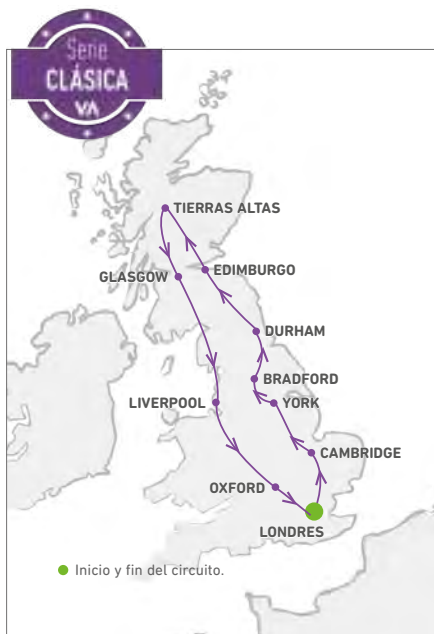 Serie
CLÁSICA
VA
TIERRAS ALTAS
GLASGOW
EDIMBURGO
DURHAM
BRADFORD
LIVERPOOL
YORK
CAMBRIDGE
OXFORD
LONDRES
Inicio y fin del circuito.